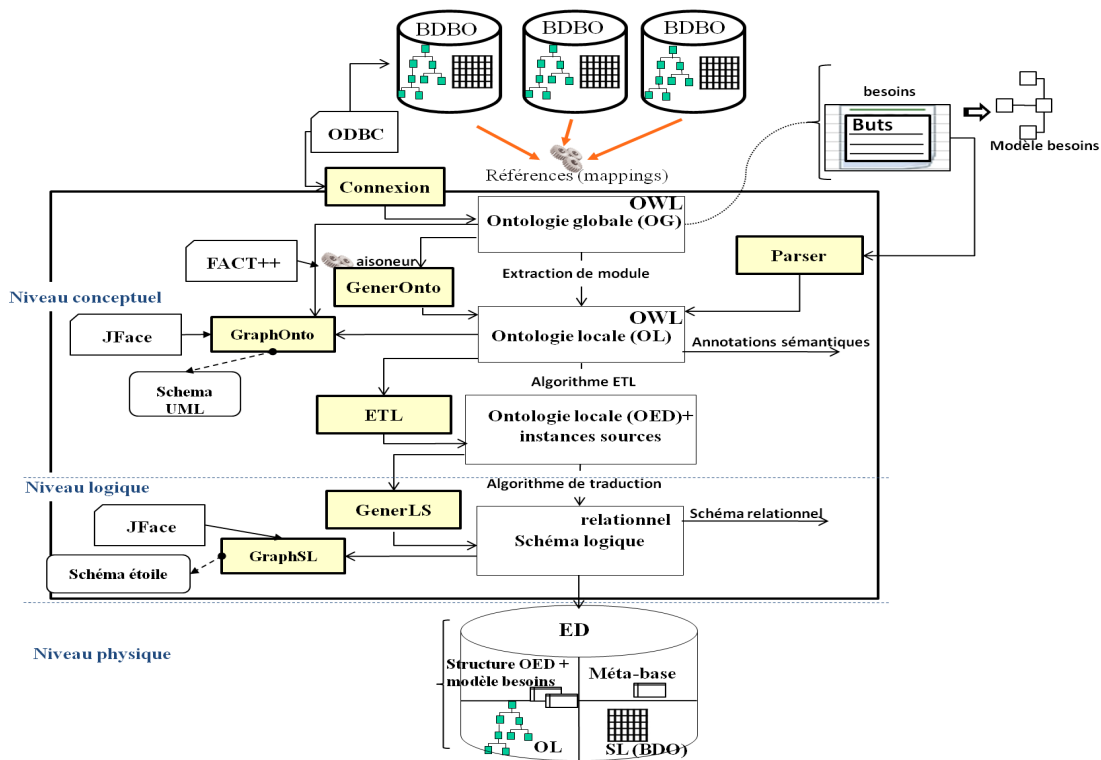 BDBO
BDBO
BDBO
ODBC
besoins
Buts
Modèle besoins
Références (mappings)
Connexion
OWL
Ontologie globale (OG)
FACT++
aisoneur
Extraction de module
Parser
GenerOnto
Niveau conceptuel
OWL
Ontologie locale (OL)
JFace
GraphOnto
Annotations sémantiques
Schema
UML
Algorithme ETL
ETL
Ontologie locale (OED)+
instances sources
Niveau logique
Algorithme de traduction
GenerLS
relationnel
Schéma logique
Schéma relationnel
JFace
GraphSL
Schéma étoile
ED
Niveau physique
Structure OED +
modèle besoins
Méta-base
OL
SL (BDO)